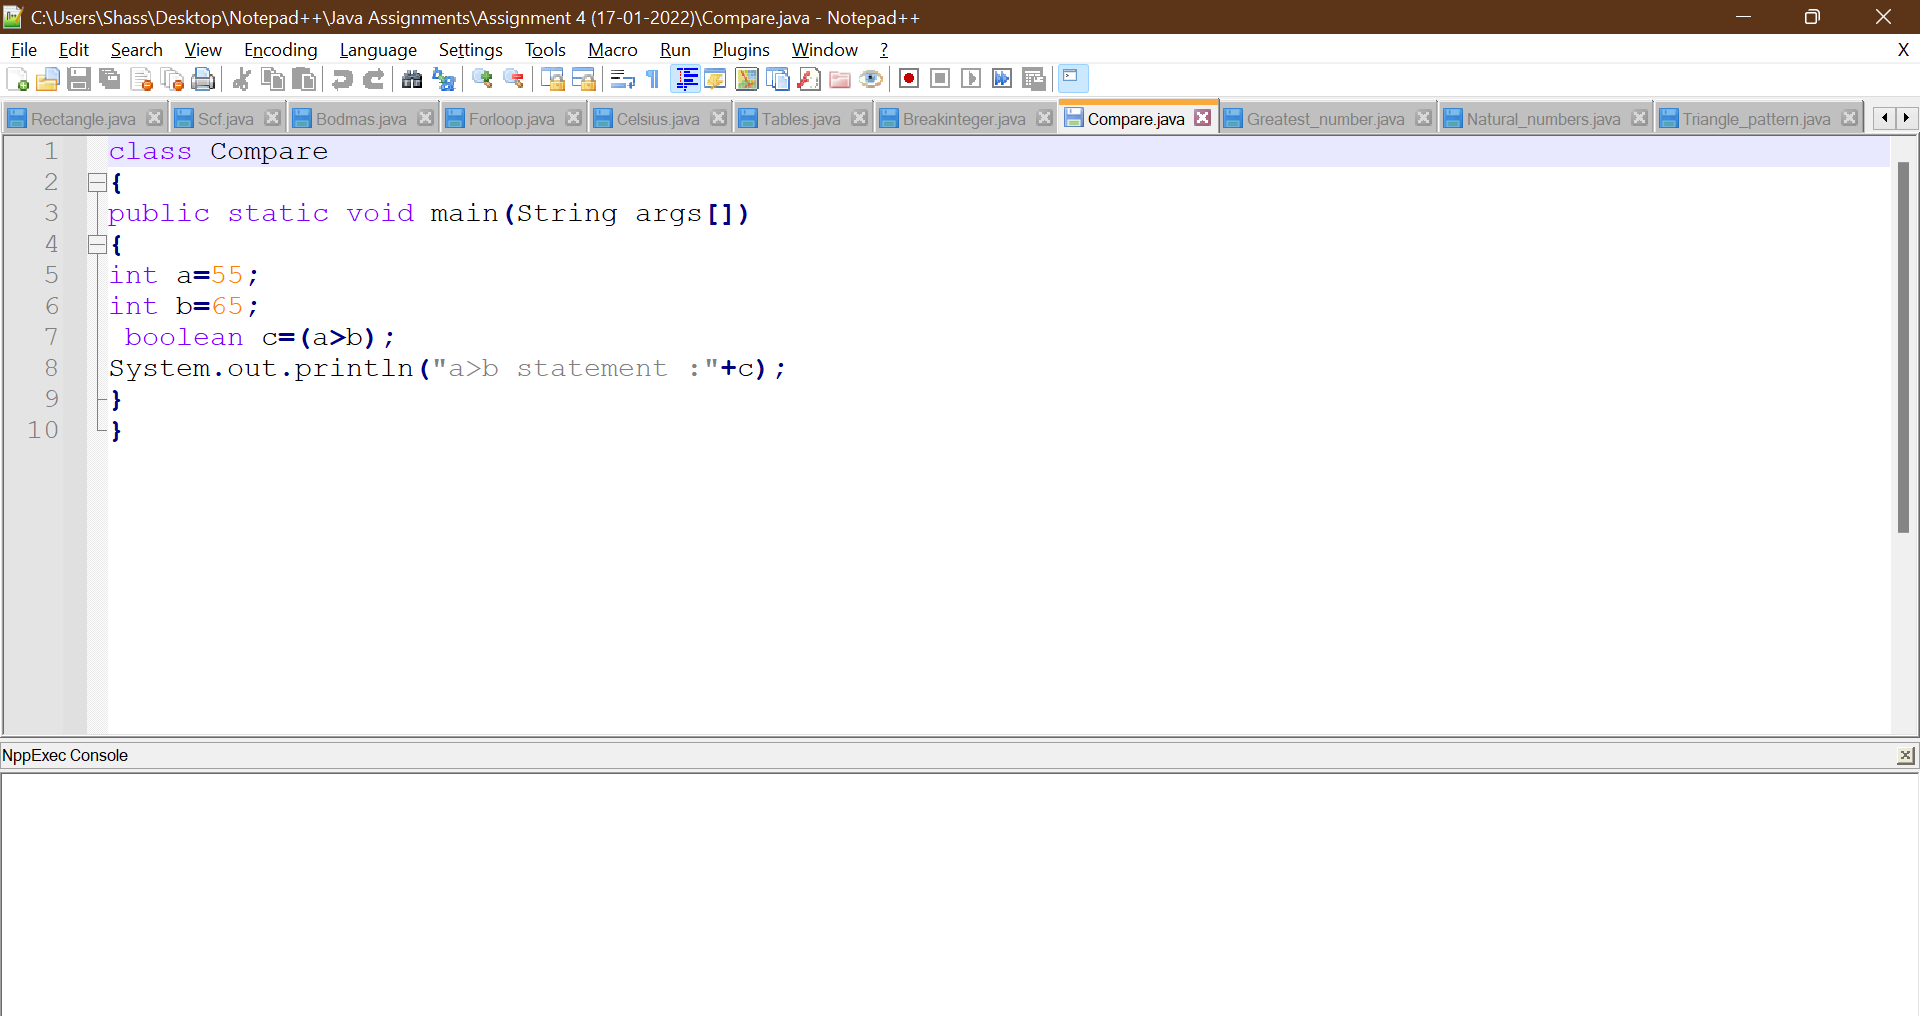 C:\Users\Shass\Desktop\Notepad++\Java Assignments\Assignment 4 (17-01-2022)\Compare.java - Notepad++
File Edit Search View Encoding Language Settings Tools Macro Run Plugins Window ? X
Rectangle.java Scf.java Bodmas.java Forloop.java Celsius.java Tables.java Breakinteger.java Compare.java Greatest_number.java Natural_numbers.java Triangle_pattern.java
1 class Compare
2 {
3 public static void main(String args[])
4 {
5 int a=55;
6 int b=65;
7  boolean c=(a>b);
8 System.out.println("a>b statement :"+c);
9 }
10 }
NppExec Console